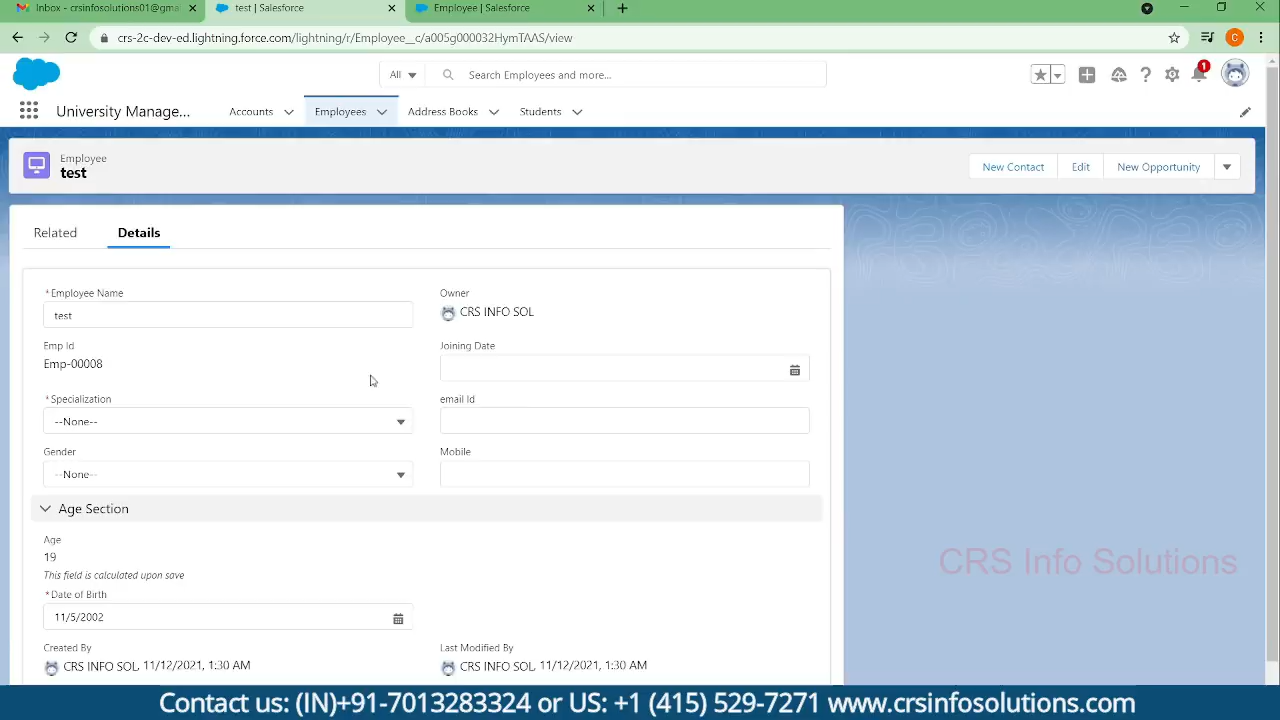 Inbox - crsinfosolutions01@gma
test | Salesforce
Employee | Salesforce
crs-2c-dev-ed.lightning.force.com/lightning/r/Employee__c/a005g000032HymTAAS/view
C
All
Search Employees and more...
1
University Manage...
Accounts
Employees
Address Books
Students
Employee
test
New Contact
Edit
New Opportunity
Related
Details
*Employee Name
test
Owner
CRS INFO SOL
Emp Id
Emp-00008
Joining Date
*Specialization
--None--
email Id
Gender
--None--
Mobile
Age Section
Age
19
This field is calculated upon save
*Date of Birth
11/5/2002
Created By
CRS INFO SOL, 11/12/2021, 1:30 AM
Last Modified By
CRS INFO SOL, 11/12/2021, 1:30 AM
CRS Info Solutions
Contact us: (IN)+91-7013283324 or US: +1 (415) 529-7271 www.crsinfosolutions.com